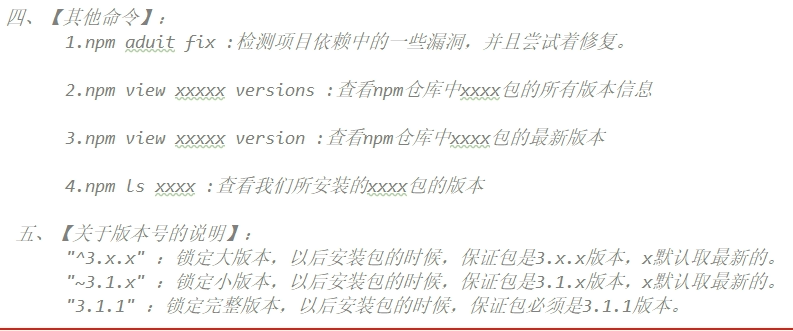 四、【其他命令】：
1.npm aduit fix :检测项目依赖中的一些漏洞，并且尝试着修复。
2.npm view xxxxx versions :查看npm仓库中xxxx包的所有版本信息
3.npm view xxxxx version :查看npm仓库中xxxx包的最新版本
4.npm ls xxxx :查看我们所安装的xxxx包的版本
五、【关于版本号的说明】：
"^3.x.x" ：锁定大版本，以后安装包的时候，保证包是3.x.x版本，x默认取最新的。
"~3.1.x" ：锁定小版本，以后安装包的时候，保证包是3.1.x版本，x默认取最新的。
"3.1.1" ：锁定完整版本，以后安装包的时候，保证包必须是3.1.1版本。